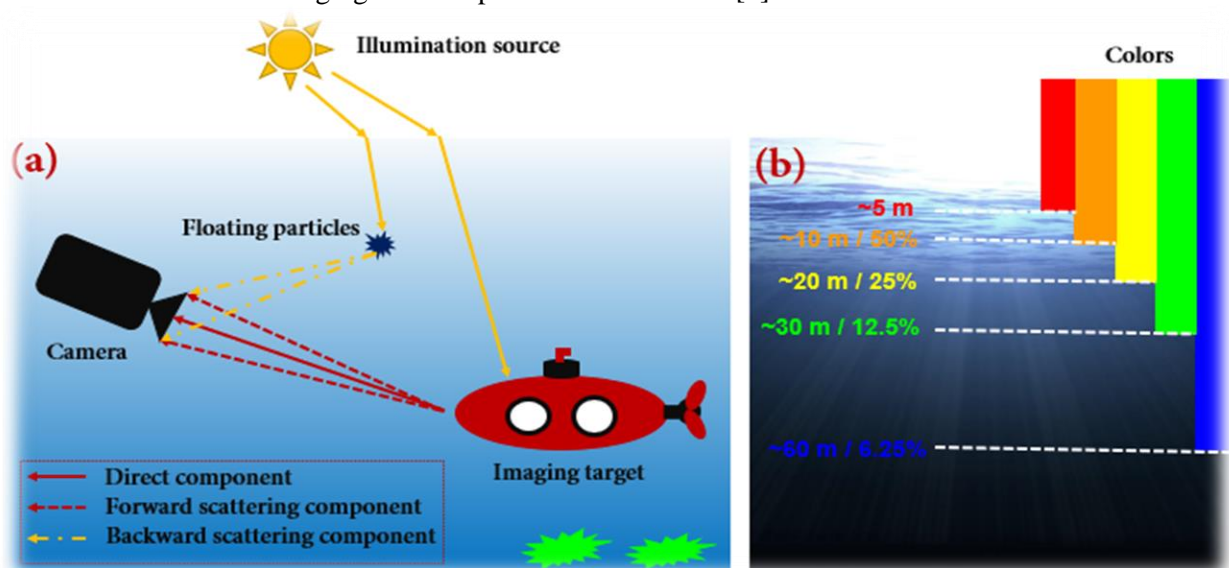 Illumination source
(a)
Floating particles
Camera
Imaging target
Direct component
Forward scattering component
Backward scattering component
Colors
(b)
~5 m
~10 m / 50%
~20 m / 25%
~30 m / 12.5%
~60 m / 6.25%